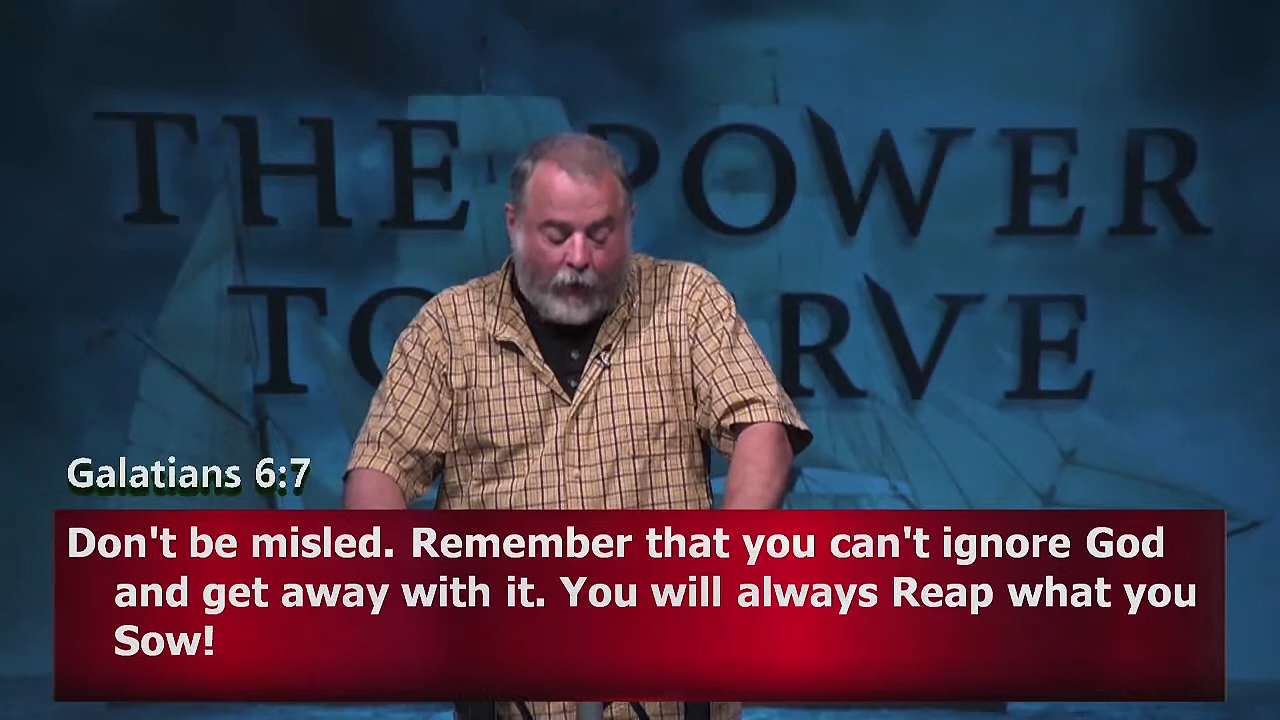 THE POWER
TO RVE
Galatians 6:7
Don't be misled. Remember that you can't ignore God
and get away with it. You will always Reap what you
Sow!